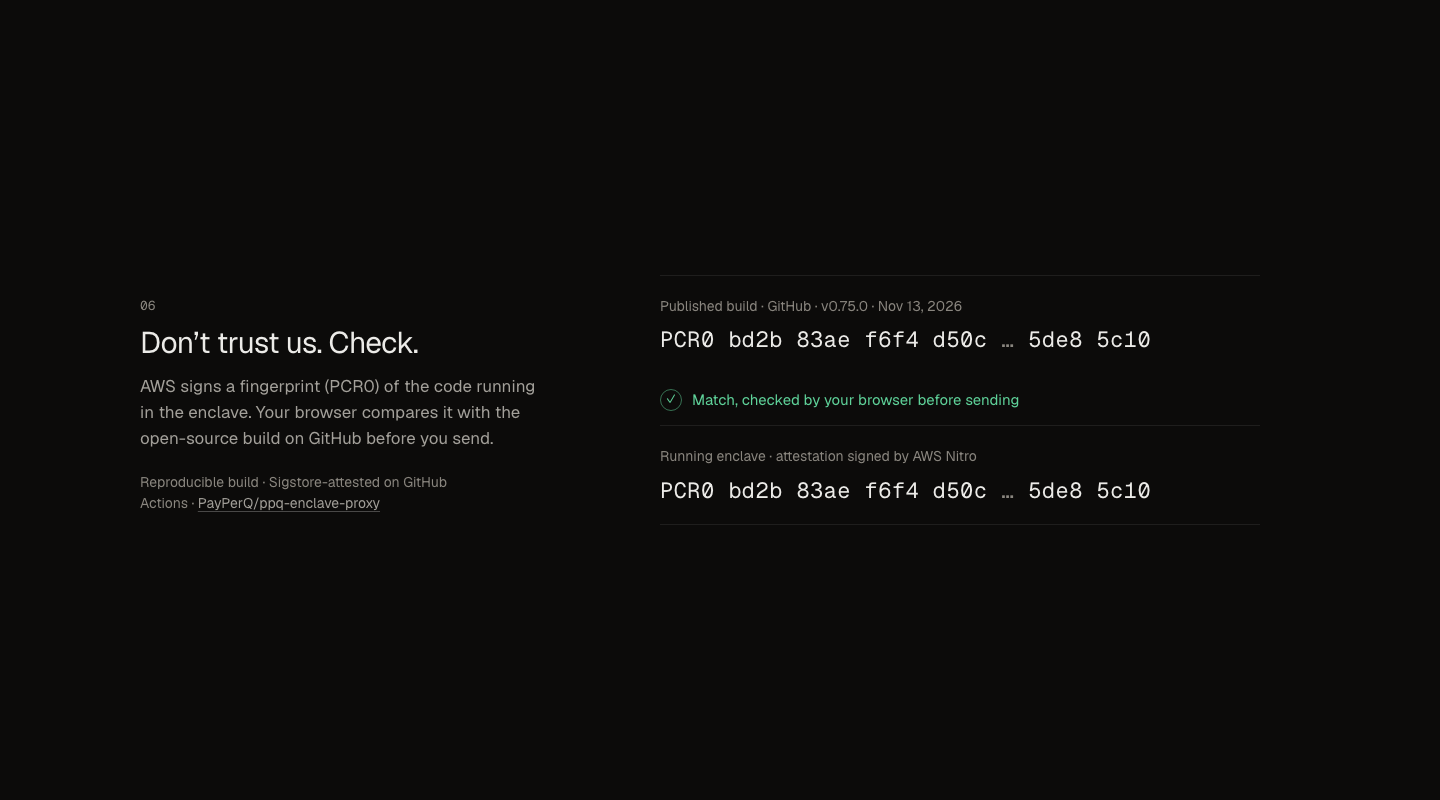 06
Don’t trust us. Check.
AWS signs a fingerprint (PCR0) of the code running
in the enclave. Your browser compares it with the
open-source build on GitHub before you send.
Reproducible build · Sigstore-attested on GitHub
Actions · PayPerQ/ppq-enclave-proxy
Published build · GitHub · v0.75.0 · Nov 13, 2026
PCR0 bd2b 83ae f6f4 d50c … 5de8 5c10
Match, checked by your browser before sending
Running enclave · attestation signed by AWS Nitro
PCR0 bd2b 83ae f6f4 d50c … 5de8 5c10